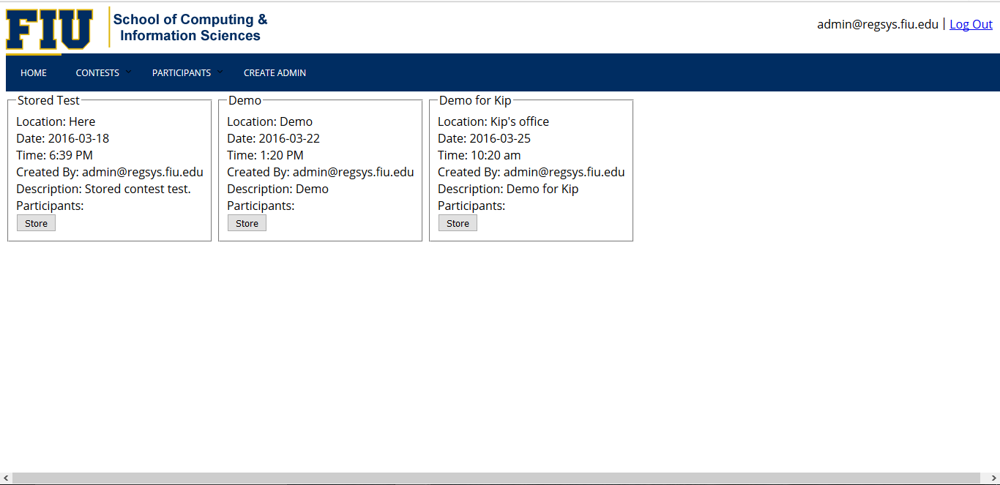 FIU
School of Computing &
Information Sciences
admin@regsys.fiu.edu | Log Out
HOME CONTESTS PARTICIPANTS CREATE ADMIN
Stored Test
Location: Here
Date: 2016-03-18
Time: 6:39 PM
Created By: admin@regsys.fiu.edu
Description: Stored contest test.
Participants:
Store
Demo
Location: Demo
Date: 2016-03-22
Time: 1:20 PM
Created By: admin@regsys.fiu.edu
Description: Demo
Participants:
Store
Demo for Kip
Location: Kip's office
Date: 2016-03-25
Time: 10:20 am
Created By: admin@regsys.fiu.edu
Description: Demo for Kip
Participants:
Store